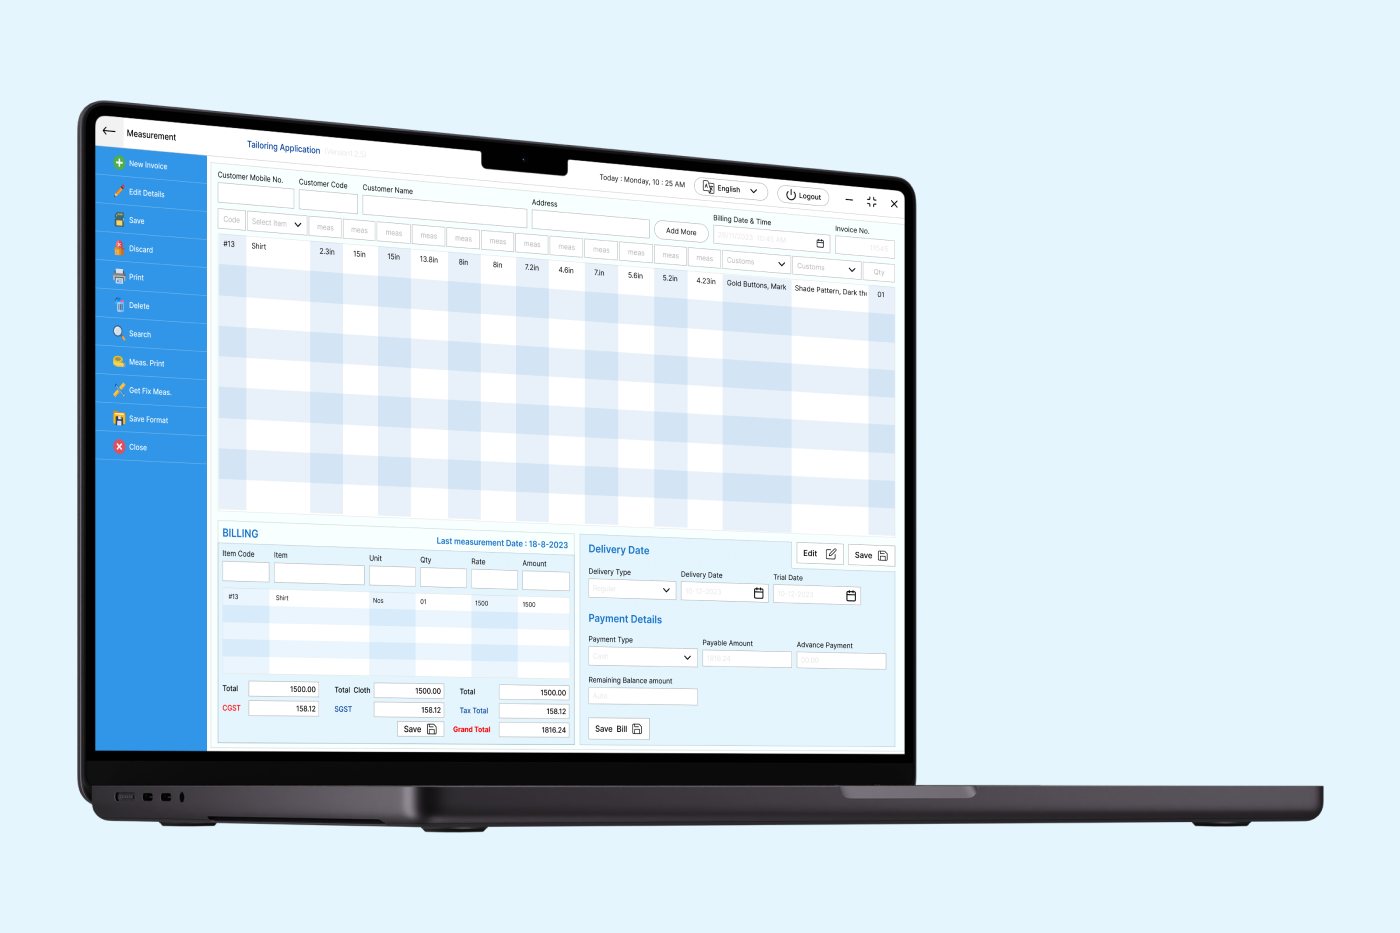 Measurement
Tailoring Application (version1.2.5)
Today : Monday, 10 : 25 AM
English
Logout
New Invoice
Edit Details
Save
Discard
Print
Delete
Search
Meas. Print
Get Fix Meas.
Save Format
Close
Customer Mobile No. Customer Code Customer Name Address
Add More
Billing Date & Time Invoice No.
Code Select Item meas meas meas meas meas meas meas meas meas meas meas meas Customs Customs Qty
#13 Shirt 2.3in 15in 15in 13.8in 8in 8in 7.2in 4.6in 7.in 5.6in 5.2in 4.23in Gold Buttons, Mark Shade Pattern, Dark th 01
BILLING
Last measurement Date : 18-8-2023
Item Code Item Unit Qty Rate Amount
#13 Shirt Nos 01 1500 1500
Total 1500.00 Total Cloth 1500.00 Total 1500.00
CGST 158.12 SGST 158.12 Tax Total 158.12
Save Grand Total 1816.24
Delivery Date
Edit
Save
Delivery Type Delivery Date Trial Date
Regular 10-12-2023 10-12-2023
Payment Details
Payment Type Payable Amount Advance Payment
Cash 1816.24 00.00
Remaining Balance amount
Auto
Save Bill